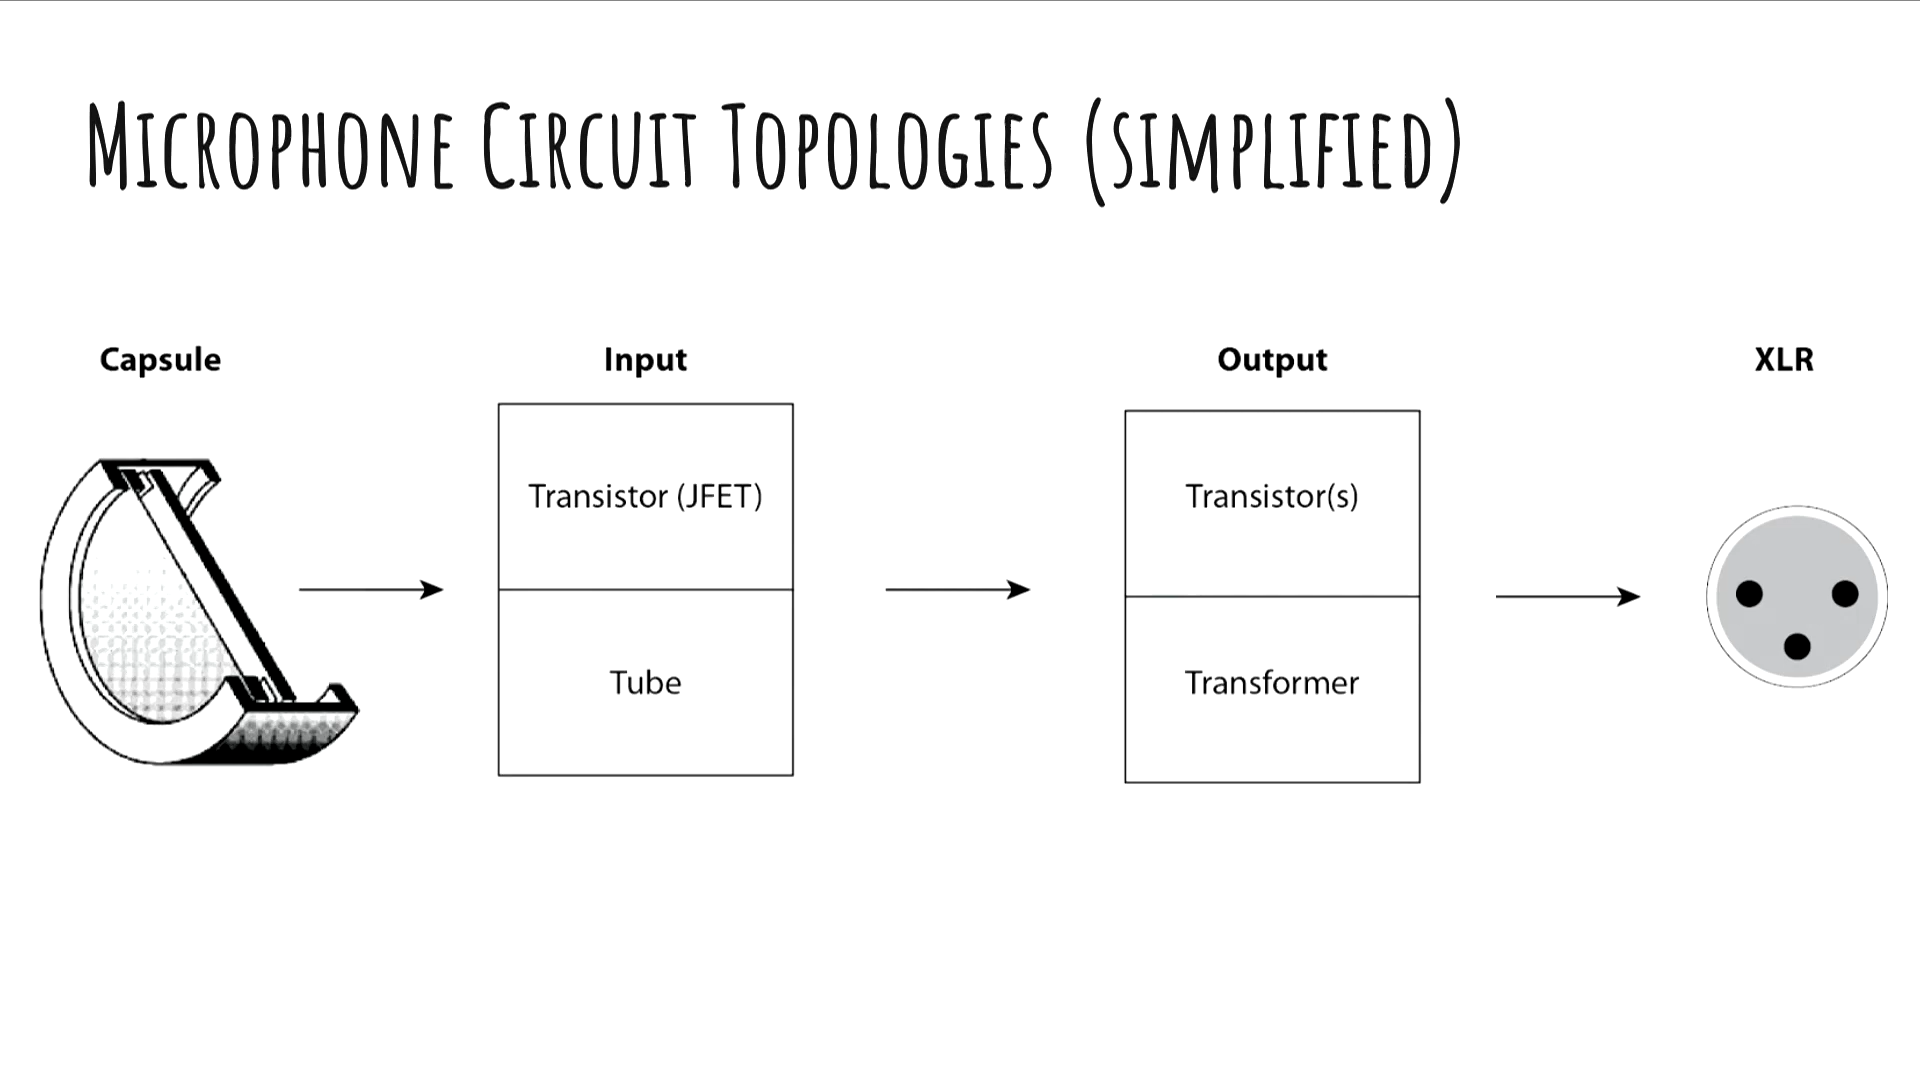 Microphone Circuit Topologies (simplified)
Capsule
Input
Output
XLR
Transistor (JFET)
Transistor(s)
Tube
Transformer